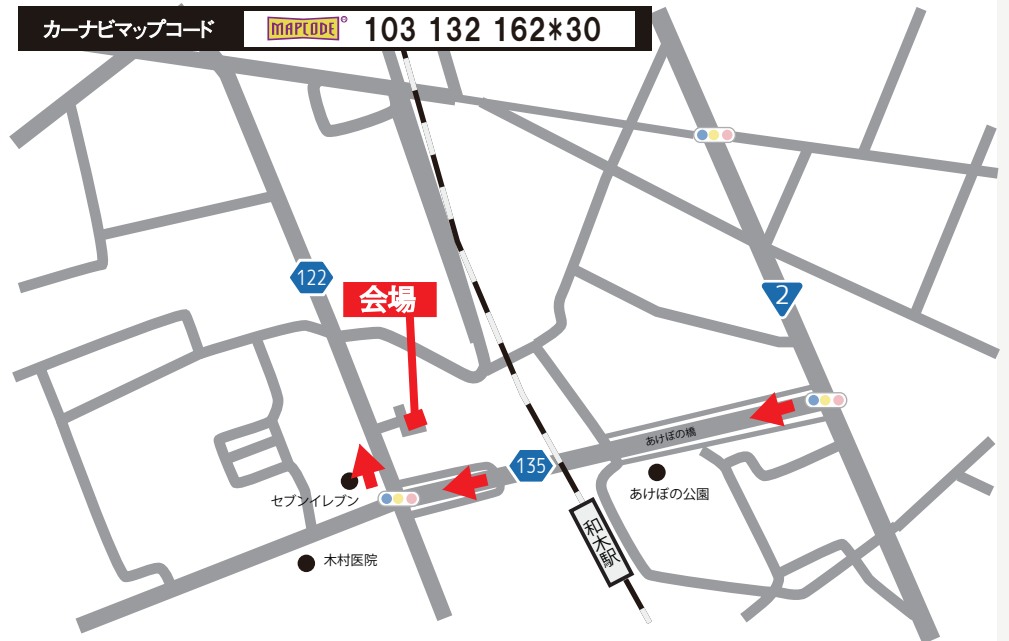 カーナビマップコード
MAPCODE® 103 132 162*30
122
会場
2
あけぼの橋
135
セブンイレブン
あけぼの公園
和木駅
木村医院